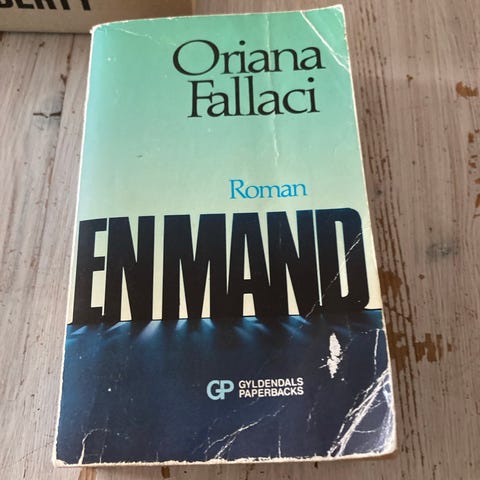 Oriana
Fallaci
Roman
EN MAND
GP GYLDENDALS
PAPERBACKS